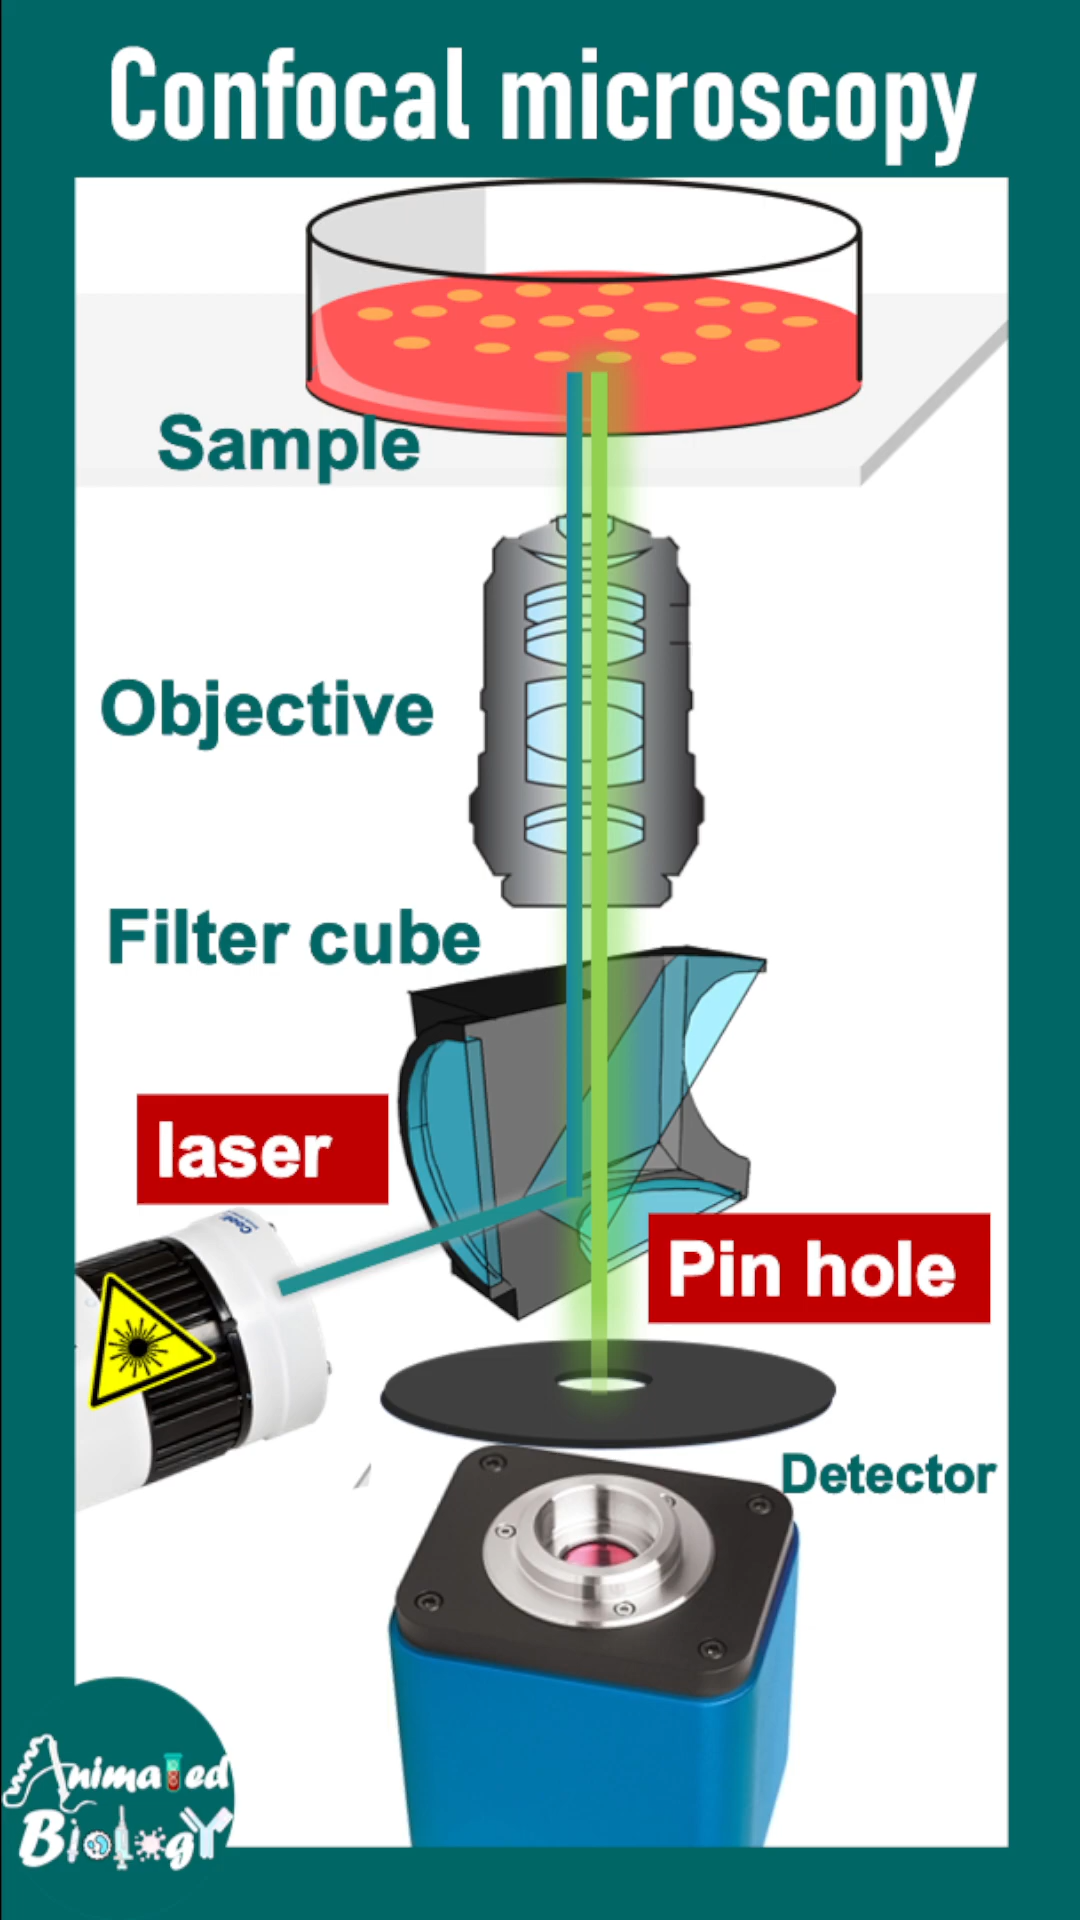 Confocal microscopy
Sample
Objective
Filter cube
laser
Pin hole
Detector
Animated
Biology